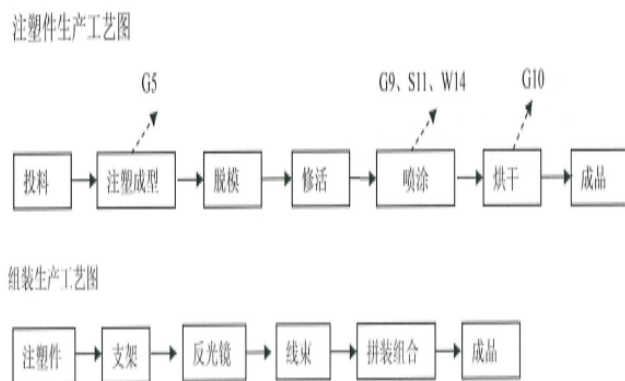 注塑件生产工艺图
G5
G9、S11、W14
G10
投料
注塑成型
脱模
修活
喷涂
烘干
成品
组装生产工艺图
注塑件
支架
反光镜
线束
拼装组合
成品